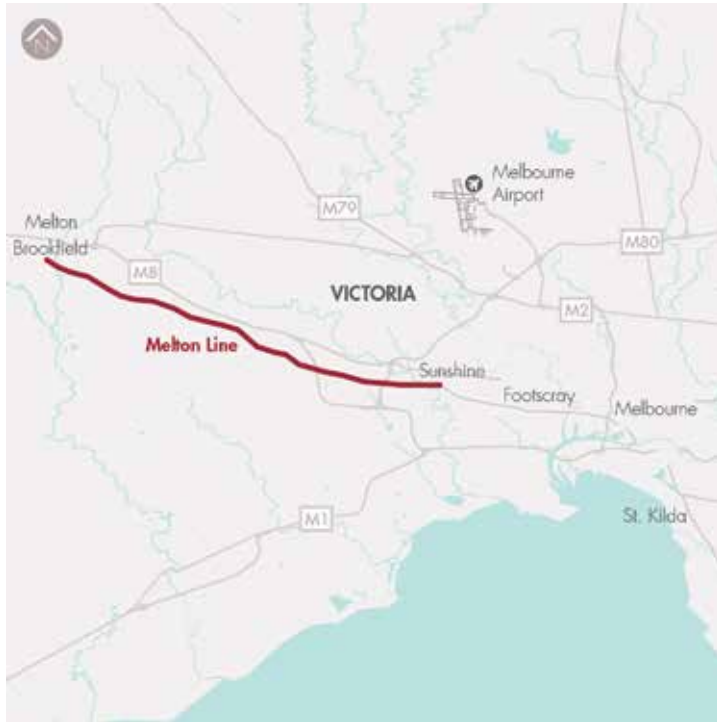 N
Melbourne
Airport
M79
Melton
Brookfield
M80
M8
VICTORIA
M2
Melton Line
Sunshine
Footscray
Melbourne
M1
St. Kilda